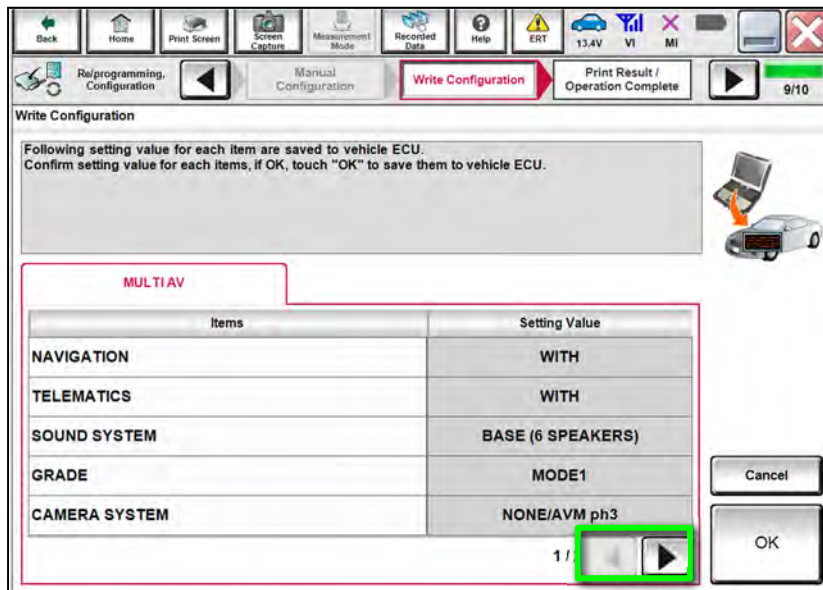 Back
Home
Print Screen
Screen Capture
Measurement Mode
Recorded Data
Help
ERT
13.4V
VI
MI
Re/programming, Configuration
Manual Configuration
Write Configuration
Print Result / Operation Complete
9/10
Write Configuration
Following setting value for each item are saved to vehicle ECU.
Confirm setting value for each items, if OK, touch "OK" to save them to vehicle ECU.
MULTI AV
Items
Setting Value
NAVIGATION
WITH
TELEMATICS
WITH
SOUND SYSTEM
BASE (6 SPEAKERS)
GRADE
MODE1
CAMERA SYSTEM
NONE/AVM ph3
Cancel
1/
OK